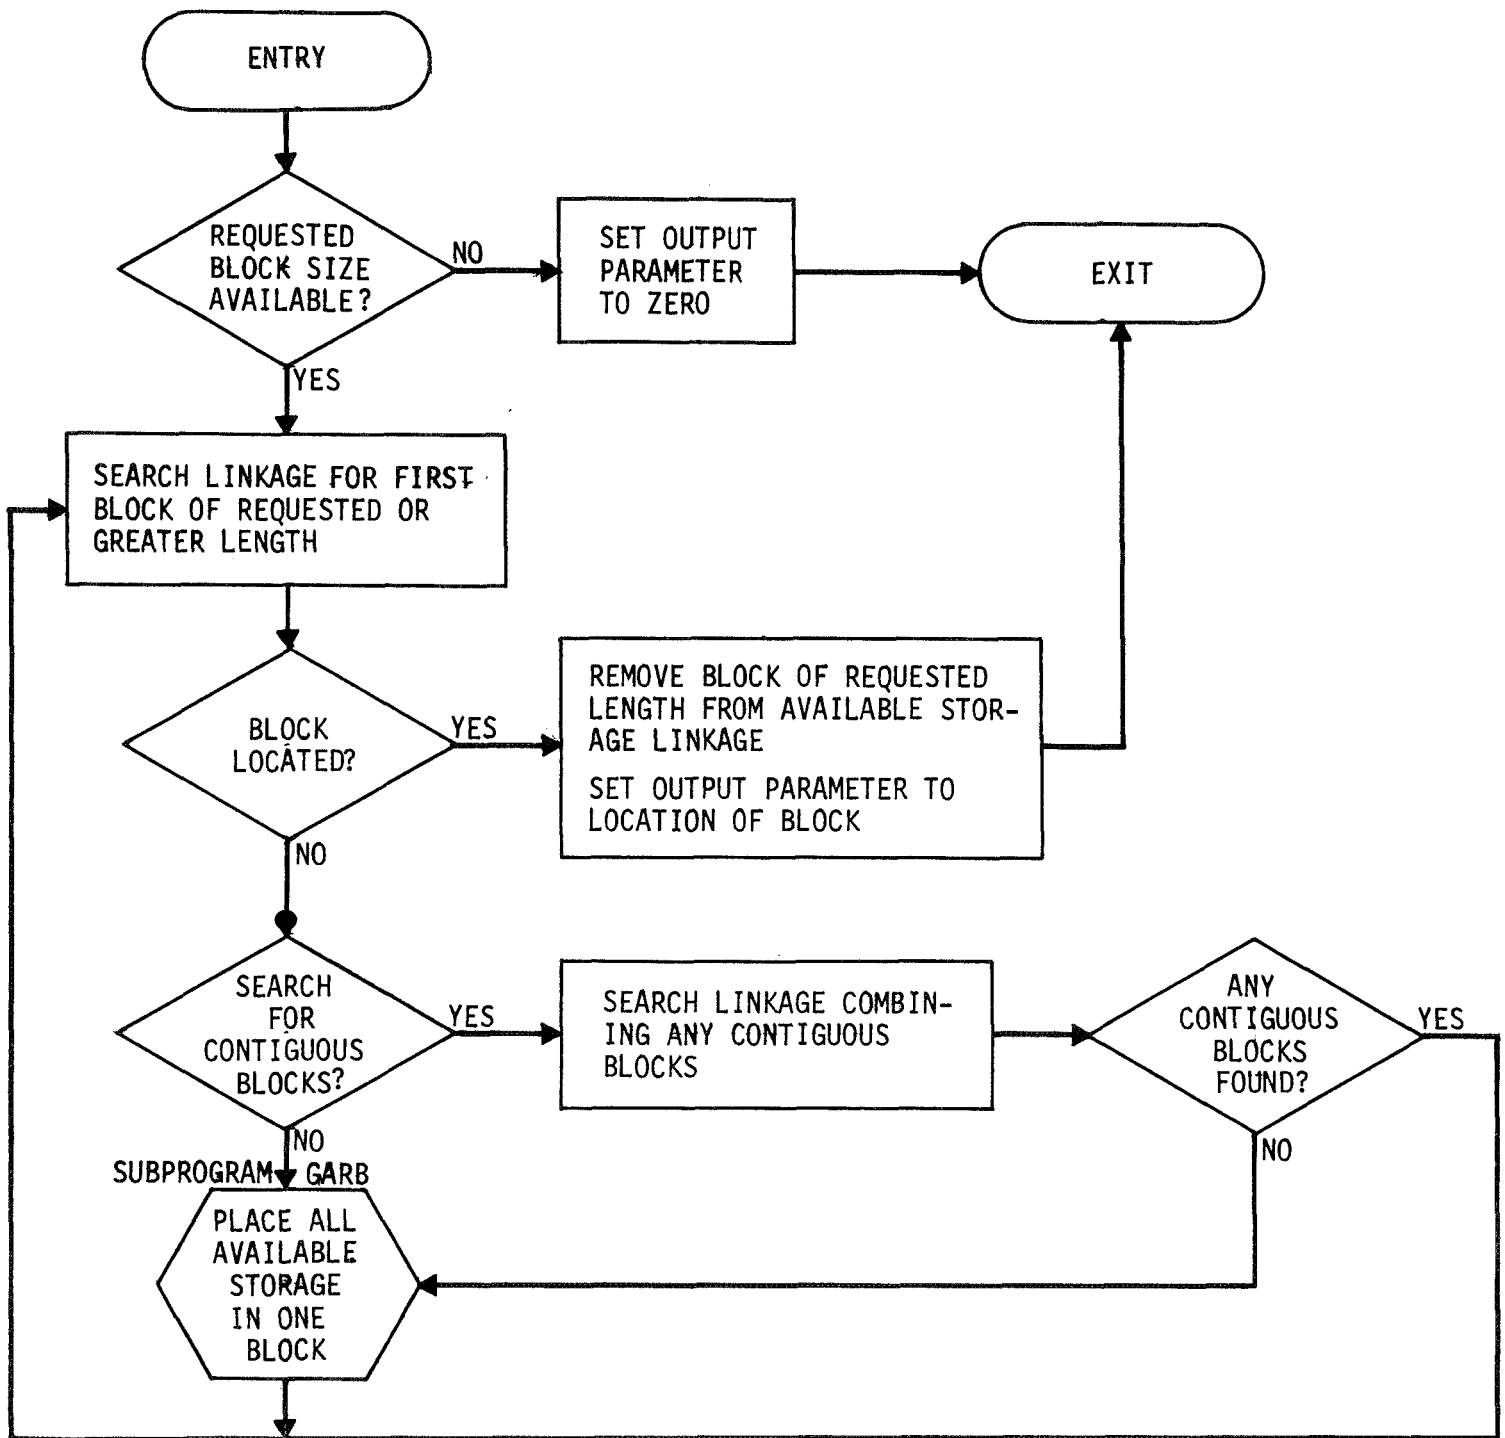 ENTRY
REQUESTED
BLOCK SIZE
AVAILABLE?
NO
SET OUTPUT
PARAMETER
TO ZERO
EXIT
YES
SEARCH LINKAGE FOR FIRST
BLOCK OF REQUESTED OR
GREATER LENGTH
BLOCK
LOCATED?
YES
REMOVE BLOCK OF REQUESTED
LENGTH FROM AVAILABLE STOR-
AGE LINKAGE
SET OUTPUT PARAMETER TO
LOCATION OF BLOCK
NO
SEARCH
FOR
CONTIGUOUS
BLOCKS?
YES
SEARCH LINKAGE COMBIN-
ING ANY CONTIGUOUS
BLOCKS
ANY
CONTIGUOUS
BLOCKS
FOUND?
YES
NO
NO
SUBPROGRAM GARB
PLACE ALL
AVAILABLE
STORAGE
IN ONE
BLOCK